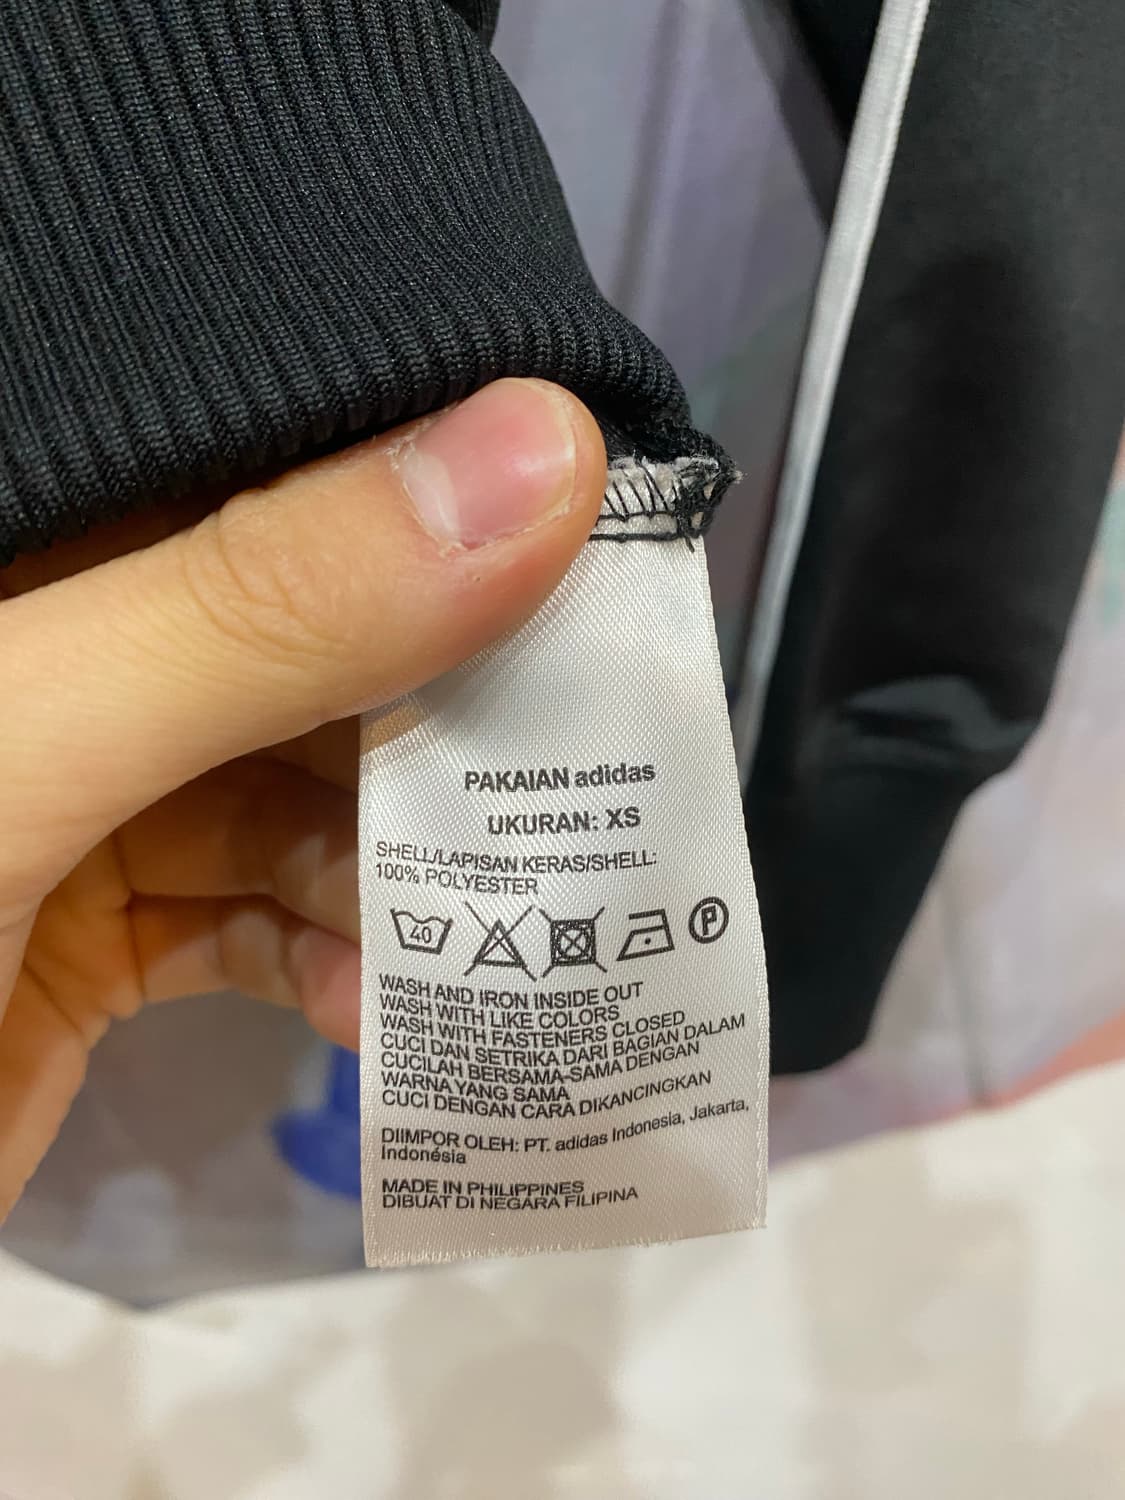 PAKAIAN adidas
UKURAN: XS
SHELL/LAPISAN KERAS/SHELL:
100% POLYESTER
40 P
WASH AND IRON INSIDE OUT
WASH WITH LIKE COLORS
WASH WITH FASTENERS CLOSED
CUCI DAN SETRIKA DARI BAGIAN DALAM
CUCILAH BERSAMA-SAMA DENGAN
WARNA YANG SAMA
CUCI DENGAN CARA DIKANCINGKAN
DIIMPOR OLEH: PT. adidas Indonesia, Jakarta,
Indonésia
MADE IN PHILIPPINES
DIBUAT DI NEGARA FILIPINA